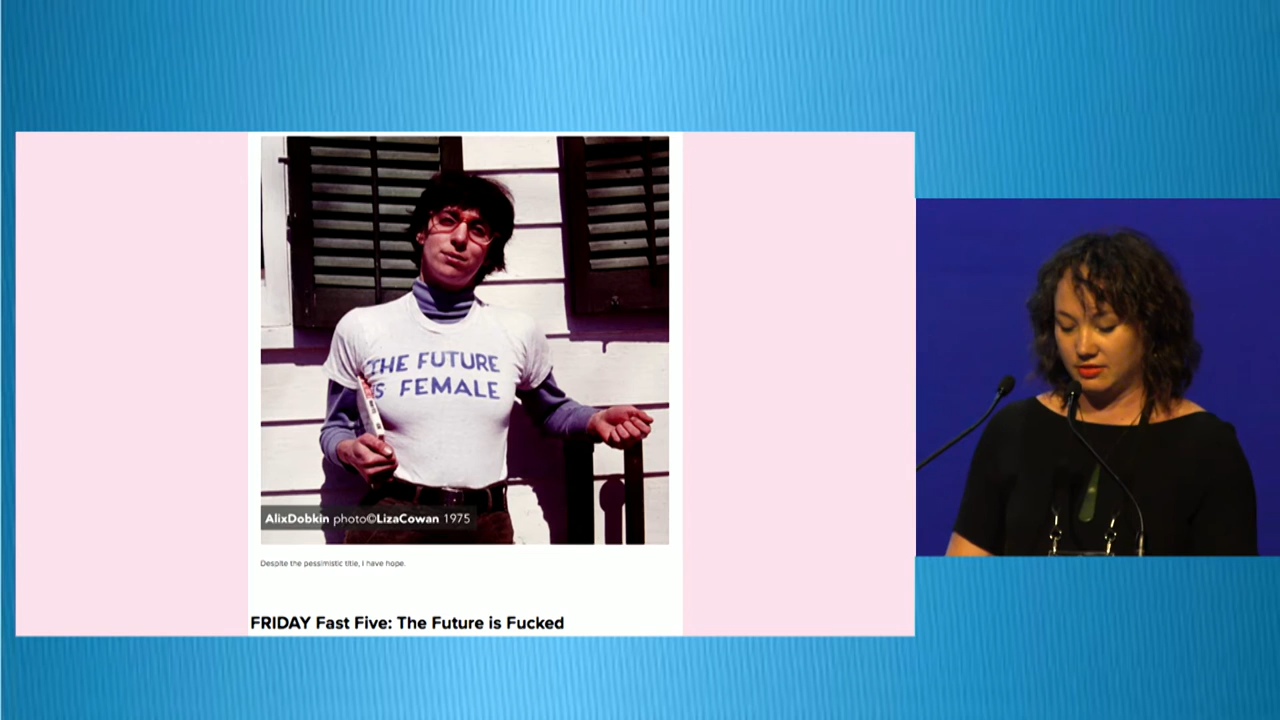 THE FUTURE
IS FEMALE
AlixDobkin photo©LizaCowan 1975
Despite the pessimistic title, I have hope.
FRIDAY Fast Five: The Future is Fucked